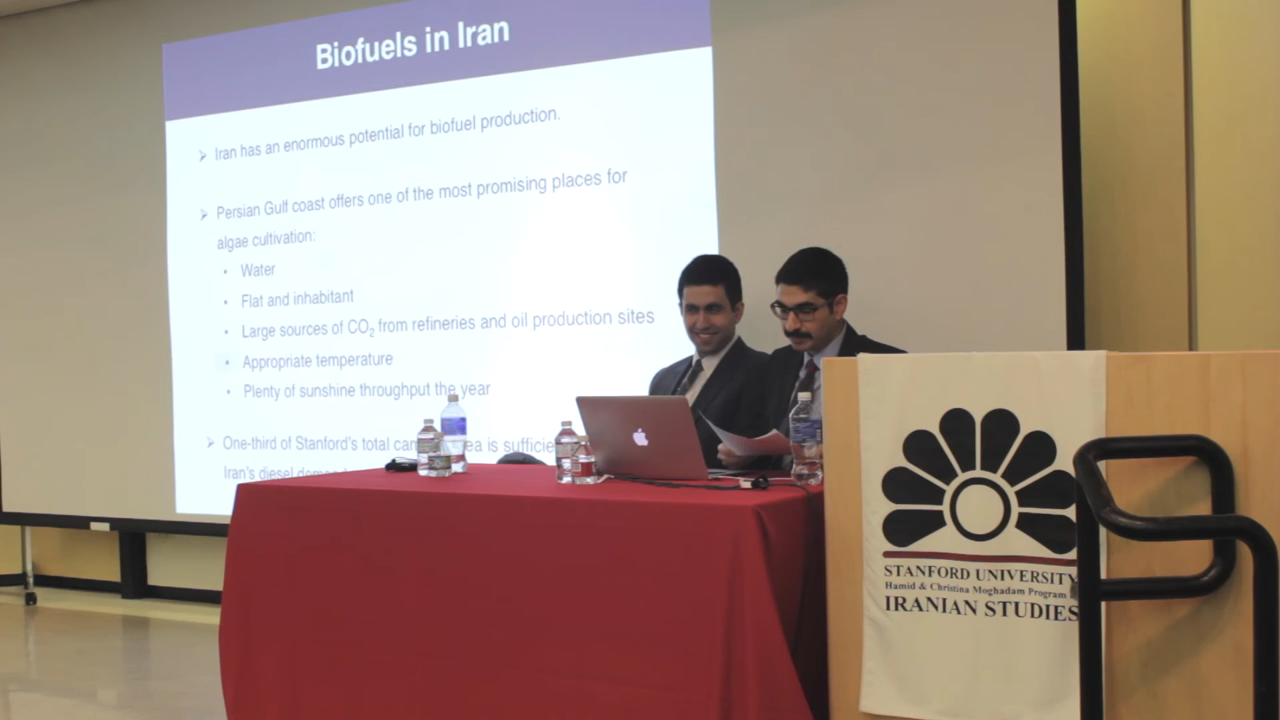 Biofuels in Iran
Iran has an enormous potential for biofuel production.
Persian Gulf coast offers one of the most promising places for
algae cultivation:
Water
Flat and inhabitant
Large sources of CO2 from refineries and oil production sites
Appropriate temperature
Plenty of sunshine throughput the year
One-third of Stanford's total is
Iran's diesel
STANFORD UNIVERSITY
Hamid & Christina Moghadam Program
IRANIAN STUDIES